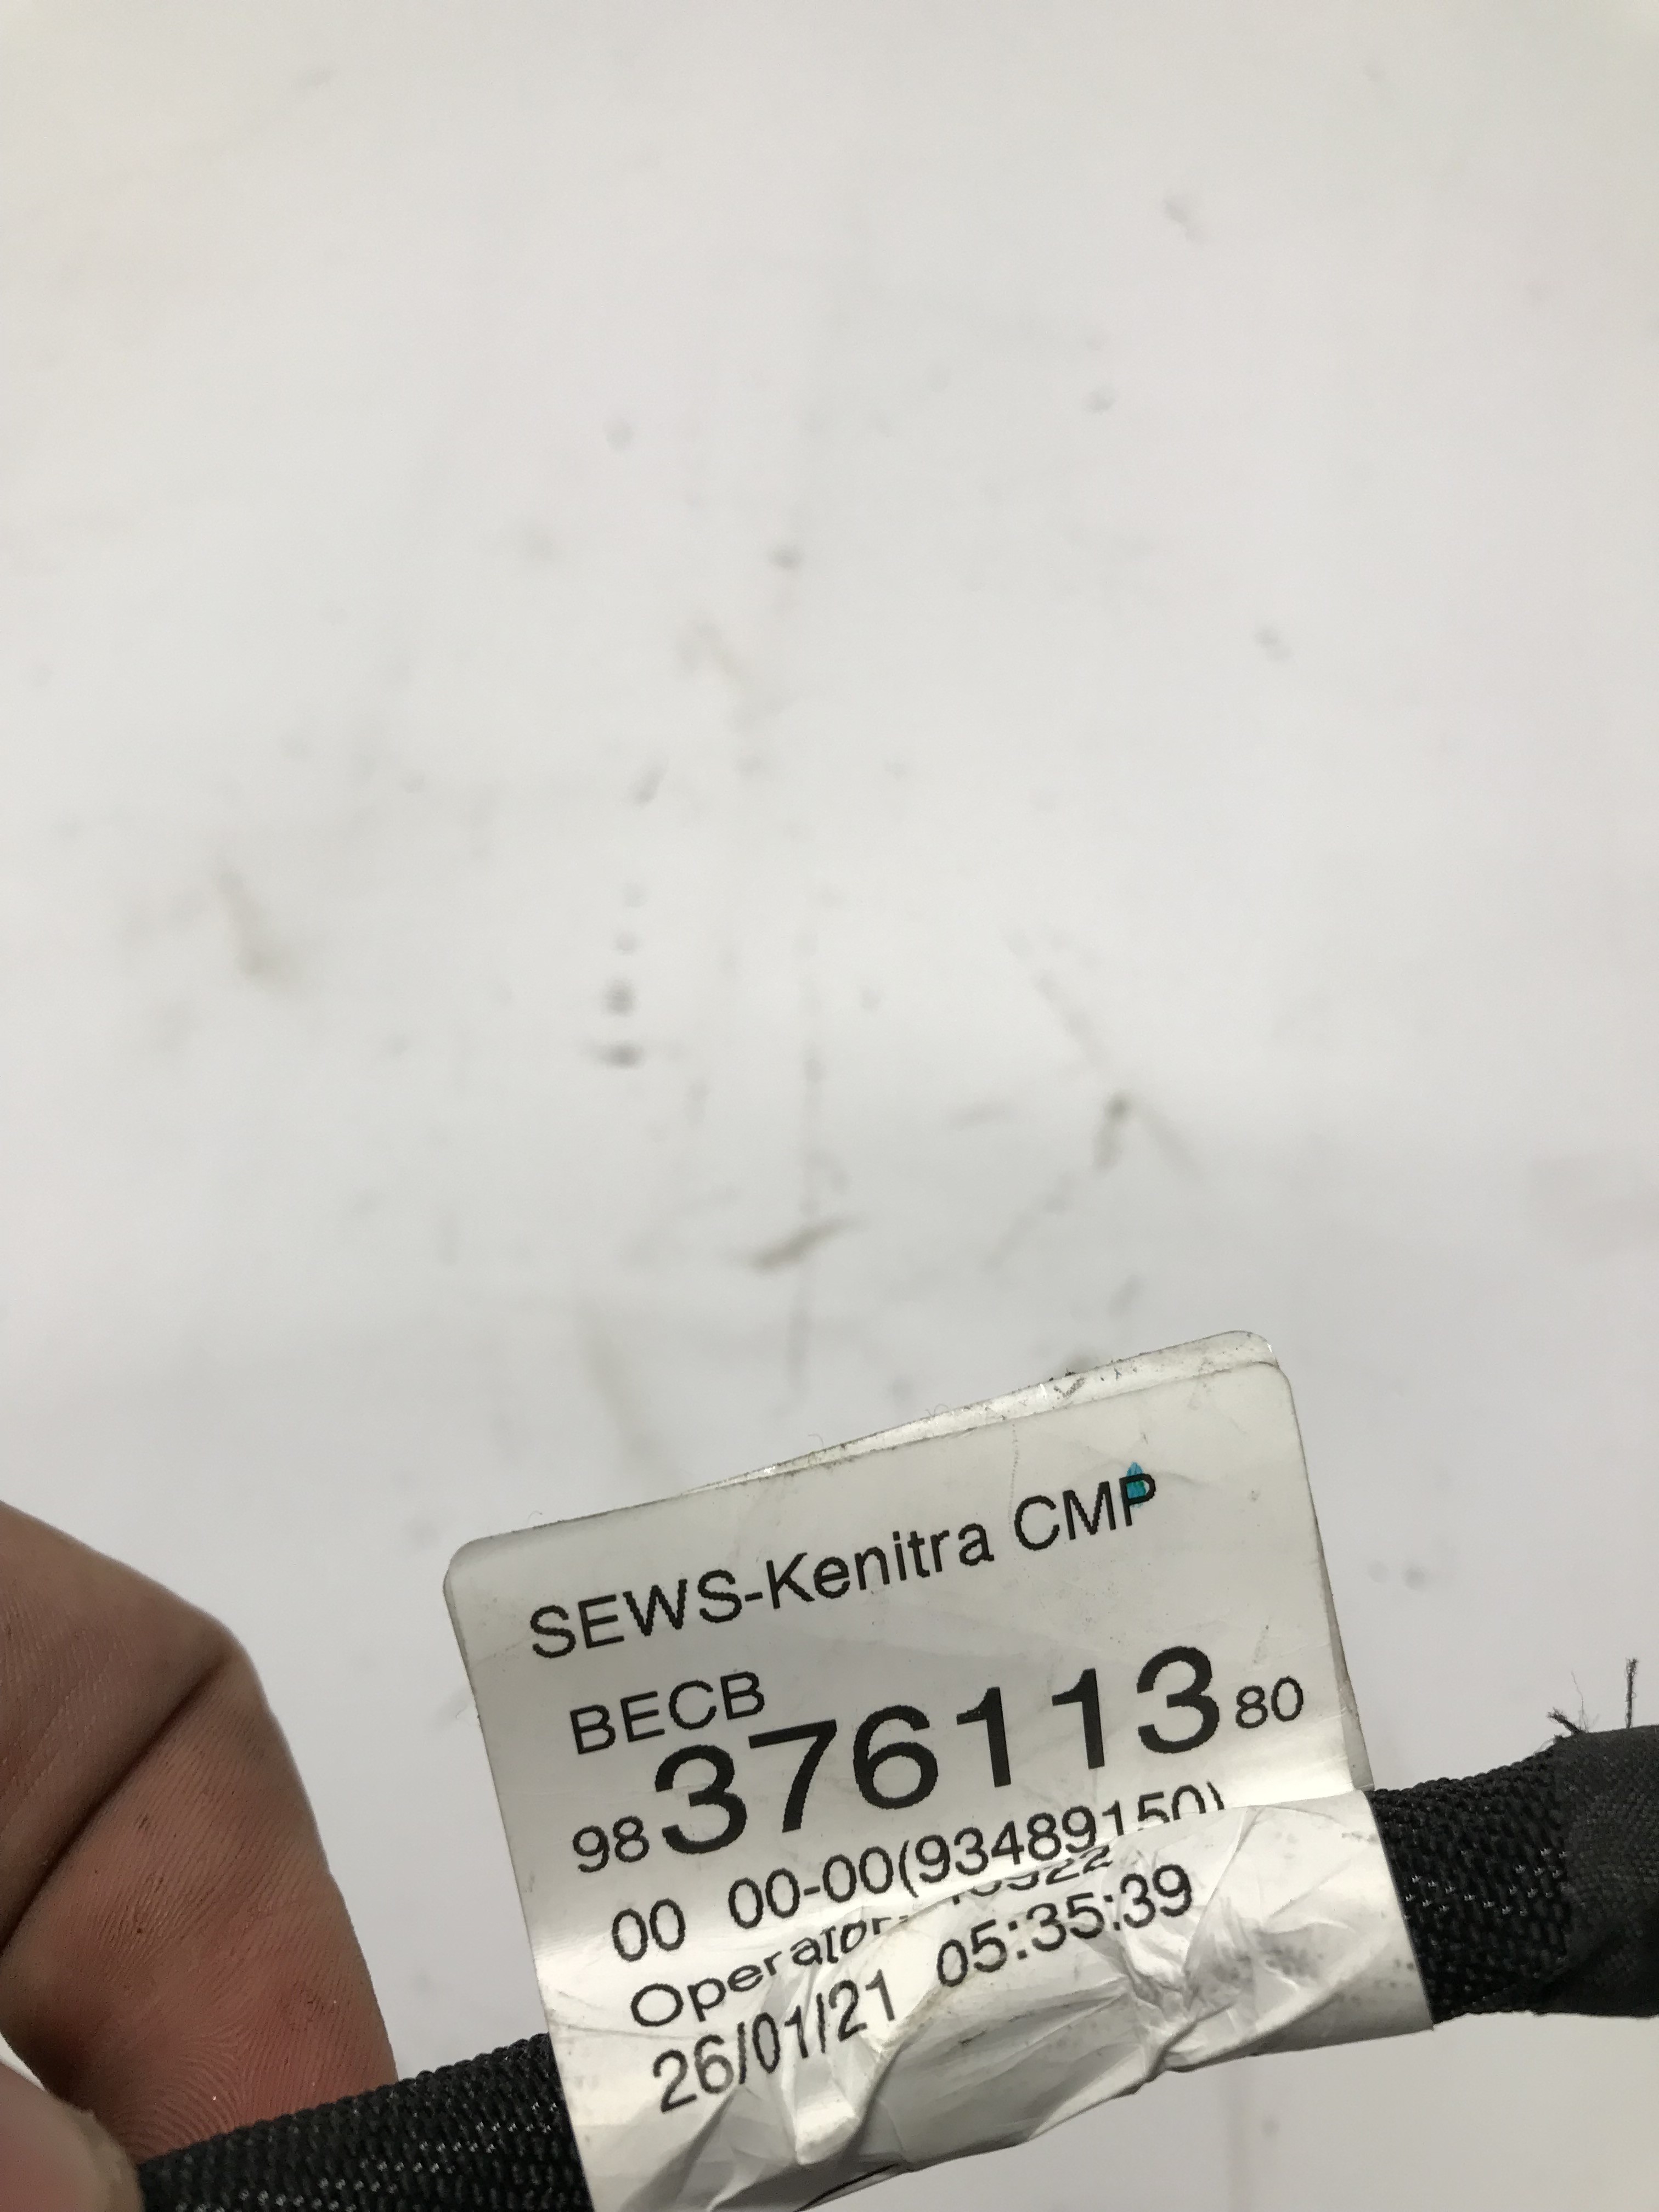 SEWS-Kenitra CMP
BECB
98 376113 80
00 00-00(93489150)
Operator:
26/01/21 05:35:39